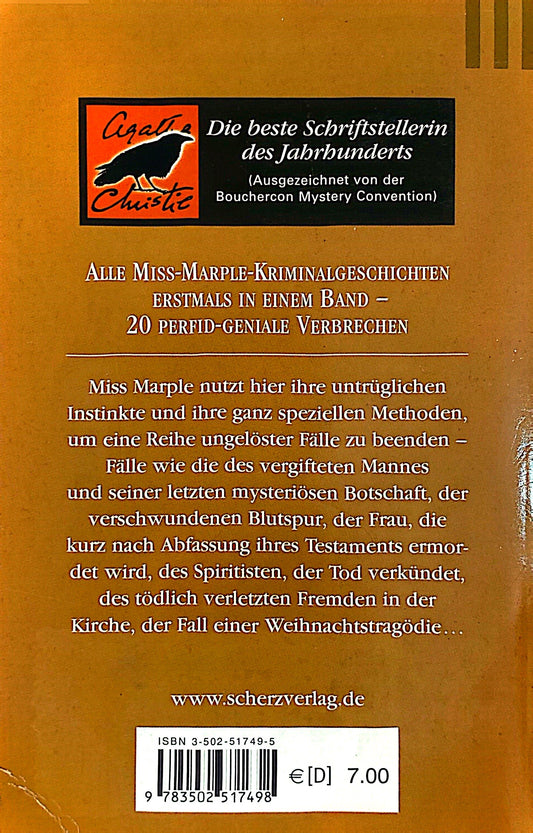 Agatha
Christie
Die beste Schriftstellerin
des Jahrhunderts
(Ausgezeichnet von der
Bouchercon Mystery Convention)
Alle Miss-Marple-Kriminalgeschichten
erstmals in einem Band –
20 perfid-geniale Verbrechen
Miss Marple nutzt hier ihre untrüglichen
Instinkte und ihre ganz speziellen Methoden,
um eine Reihe ungelöster Fälle zu beenden –
Fälle wie die des vergifteten Mannes
und seiner letzten mysteriösen Botschaft, der
verschwundenen Blutspur, der Frau, die
kurz nach Abfassung ihres Testaments ermor-
det wird, des Spiritisten, der Tod verkündet,
des tödlich verletzten Fremden in der
Kirche, der Fall einer Weihnachtstragödie…
www.scherzverlag.de
ISBN 3-502-51749-5
€ [D] 7.00
9 783502 517498